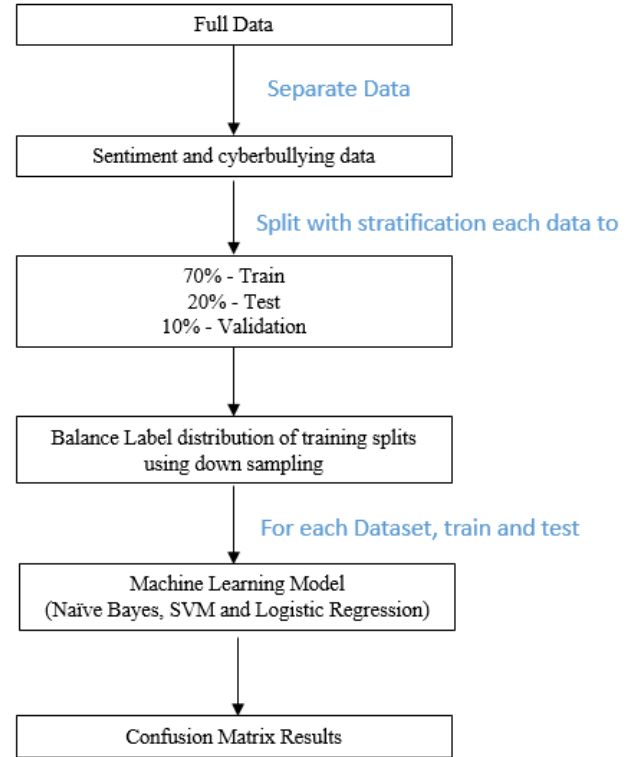 Full Data
Separate Data
Sentiment and cyberbullying data
Split with stratification each data to
70% - Train
20% - Test
10% - Validation
Balance Label distribution of training splits
using down sampling
For each Dataset, train and test
Machine Learning Model
(Naïve Bayes, SVM and Logistic Regression)
Confusion Matrix Results